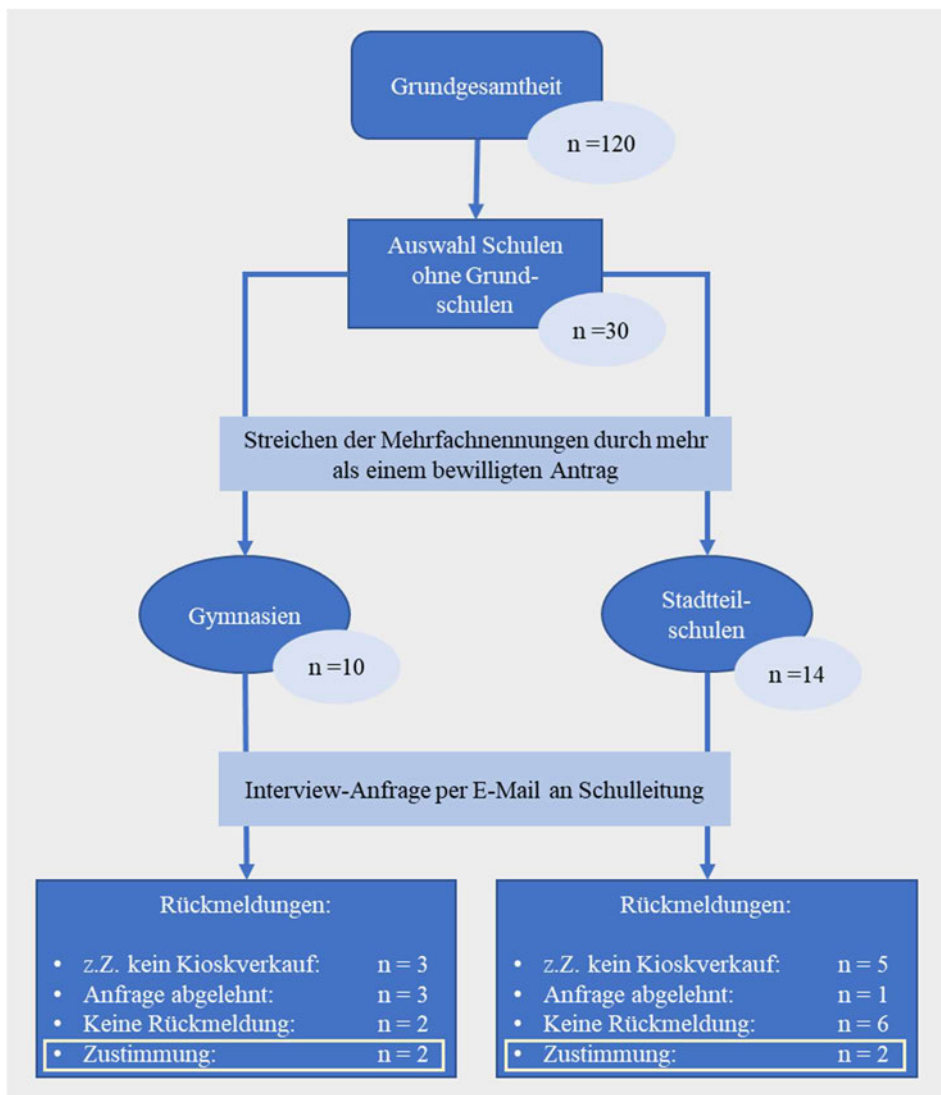 Grundgesamtheit
n =120
Auswahl Schulen
ohne Grund-
schulen
n =30
Streichen der Mehrfachnennungen durch mehr
als einem bewilligten Antrag
Gymnasien
n =10
Stadtteil-
schulen
n =14
Interview-Anfrage per E-Mail an Schulleitung
Rückmeldungen:
• z.Z. kein Kioskverkauf: n = 3
• Anfrage abgelehnt: n = 3
• Keine Rückmeldung: n = 2
• Zustimmung: n = 2
Rückmeldungen:
• z.Z. kein Kioskverkauf: n = 5
• Anfrage abgelehnt: n = 1
• Keine Rückmeldung: n = 6
• Zustimmung: n = 2